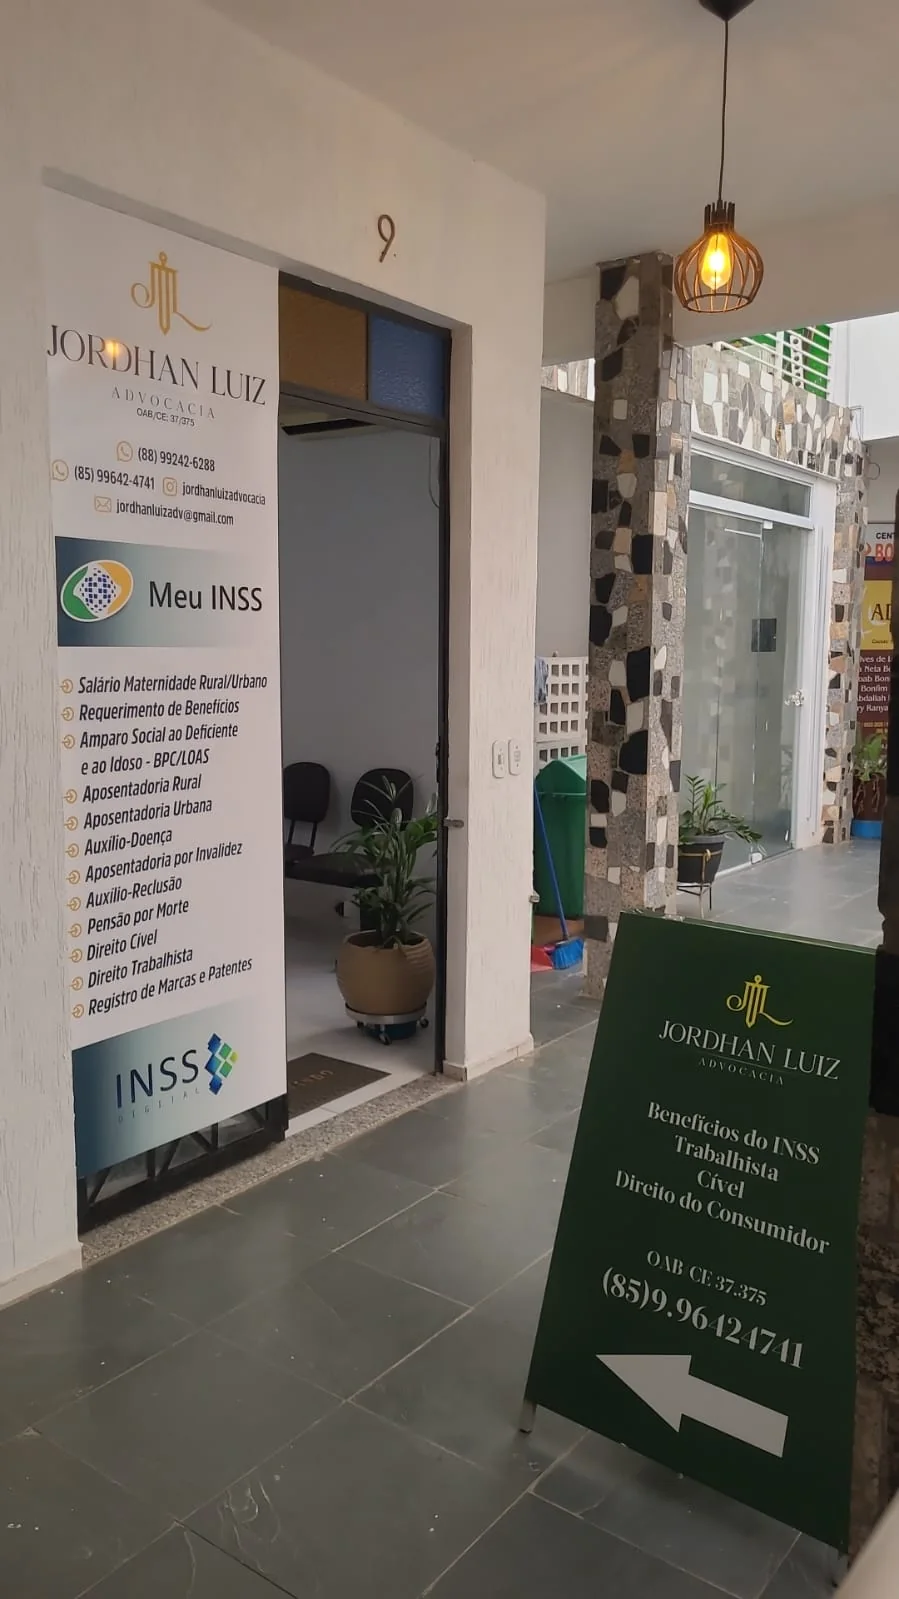 9
JORDHAN LUIZ
ADVOCACIA
OAB/CE: 37/375
(88) 99242-6288
(85) 99642-4741 jordhanluizadvocacia
jordhanluizadv@gmail.com
Meu INSS
Salário Maternidade Rural/Urbano
Requerimento de Benefícios
Amparo Social ao Deficiente
e ao Idoso - BPC/LOAS
Aposentadoria Rural
Aposentadoria Urbana
Auxílio-Doença
Aposentadoria por Invalidez
Auxílio-Reclusão
Pensão por Morte
Direito Cível
Direito Trabalhista
Registro de Marcas e Patentes
INSS
DIGITAL
JORDHAN LUIZ
ADVOCACIA
Benefícios do INSS
Trabalhista
Cível
Direito do Consumidor
OAB/CE 37.375
(85)9.96424741